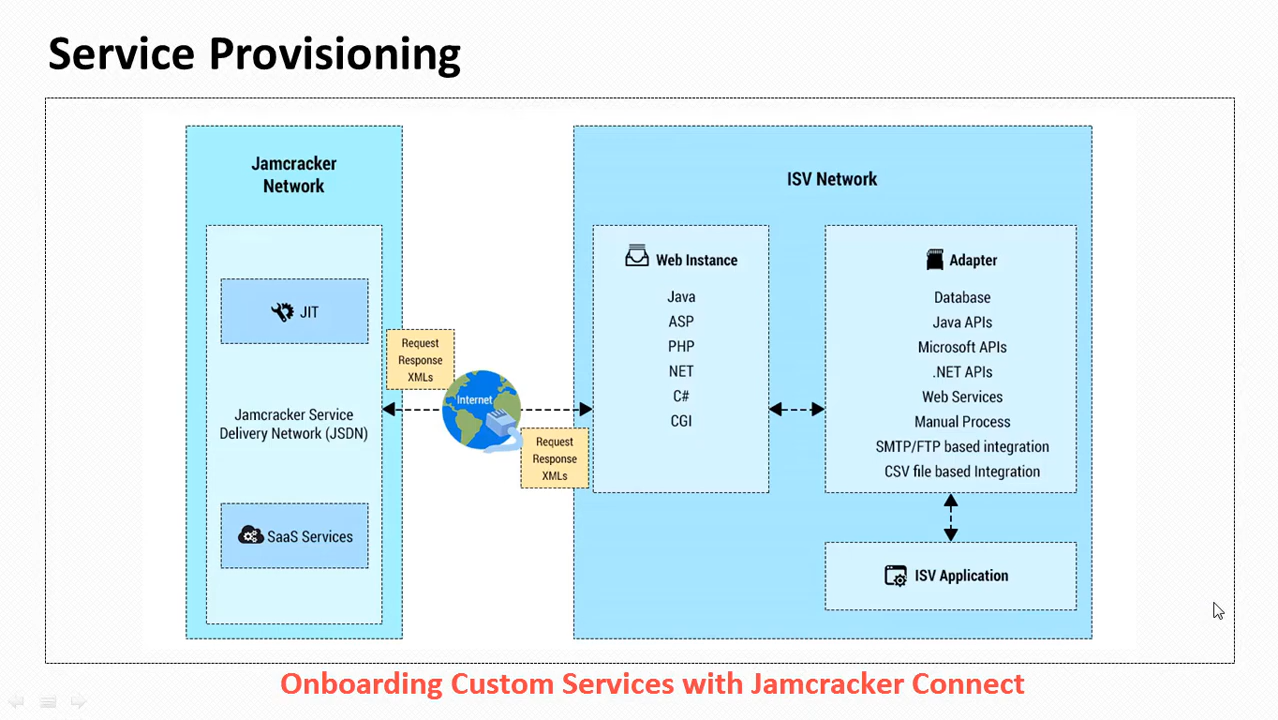 Service Provisioning
Jamcracker
Network
JIT
Jamcracker Service
Delivery Network (JSDN)
SaaS Services
Request
Response
XMLs
Internet
Request
Response
XMLs
ISV Network
Web Instance
Java
ASP
PHP
NET
C#
CGI
Adapter
Database
Java APIs
Microsoft APIs
.NET APIs
Web Services
Manual Process
SMTP/FTP based integration
CSV file based Integration
ISV Application
Onboarding Custom Services with Jamcracker Connect